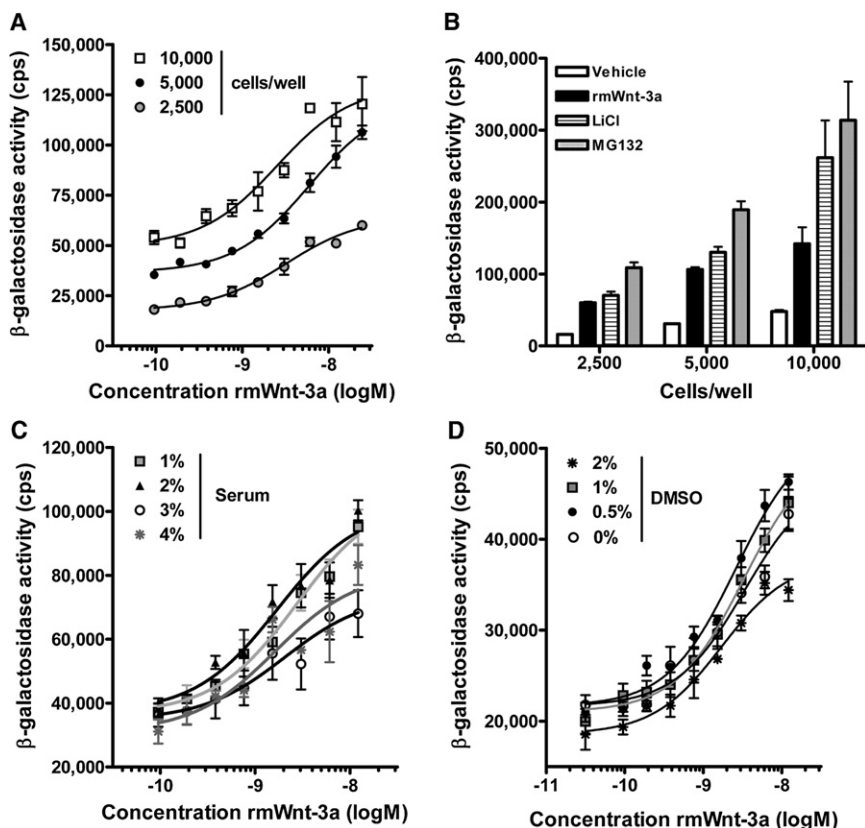 A
β-galactosidase activity (cps)
150,000
125,000
100,000
75,000
50,000
25,000
0
10,000
5,000
2,500
cells/well
-10
-9
-8
Concentration rmWnt-3a (logM)
B
β-galactosidase activity (cps)
400,000
300,000
200,000
100,000
0
Vehicle
rmWnt-3a
LiCl
MG132
2,500
5,000
10,000
Cells/well
C
β-galactosidase activity (cps)
120,000
100,000
80,000
60,000
40,000
20,000
1%
2%
3%
4%
Serum
-10
-9
-8
Concentration rmWnt-3a (logM)
D
β-galactosidase activity (cps)
50,000
40,000
30,000
20,000
2%
1%
0.5%
0%
DMSO
-11
-10
-9
-8
Concentration rmWnt-3a (logM)